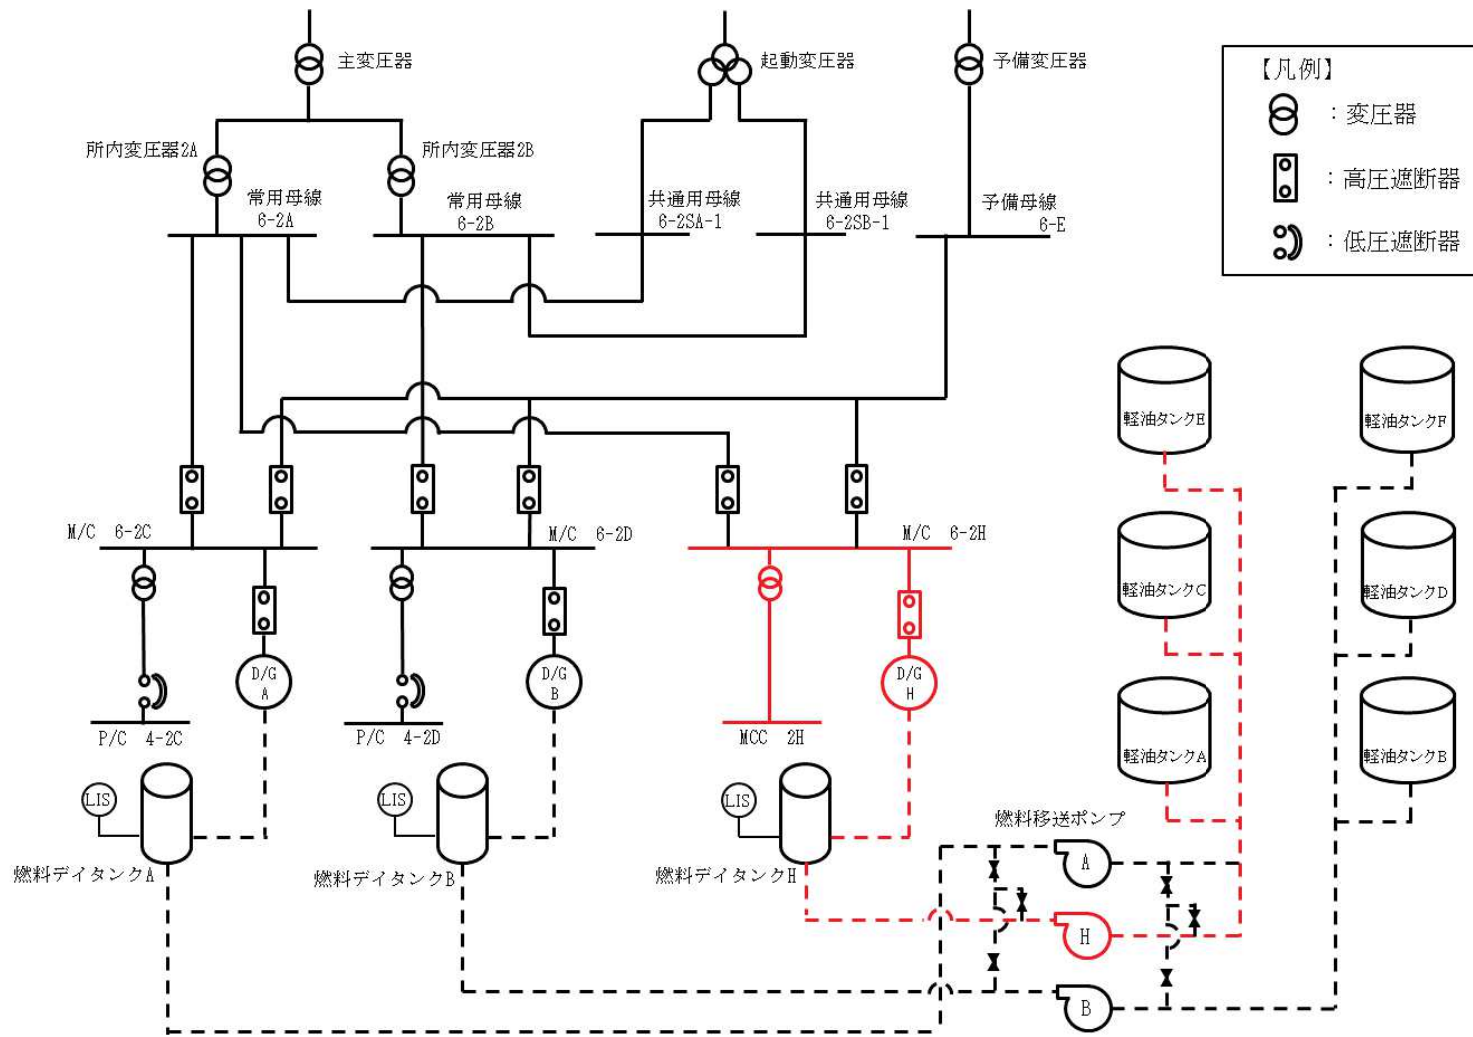 主変圧器
起動変圧器
予備変圧器
【凡例】
：変圧器
：高圧遮断器
：低圧遮断器
所内変圧器2A
所内変圧器2B
常用母線
6-2A
常用母線
6-2B
共通用母線
6-2SA-1
共通用母線
6-2SB-1
予備母線
6-E
軽油タンクE
軽油タンクF
M/C 6-2C
M/C 6-2D
M/C 6-2H
軽油タンクC
軽油タンクD
D/G
A
D/G
B
D/G
H
P/C 4-2C
P/C 4-2D
MCC 2H
軽油タンクA
軽油タンクB
LIS
LIS
LIS
燃料移送ポンプ
燃料デイタンクA
燃料デイタンクB
燃料デイタンクH
A
H
B